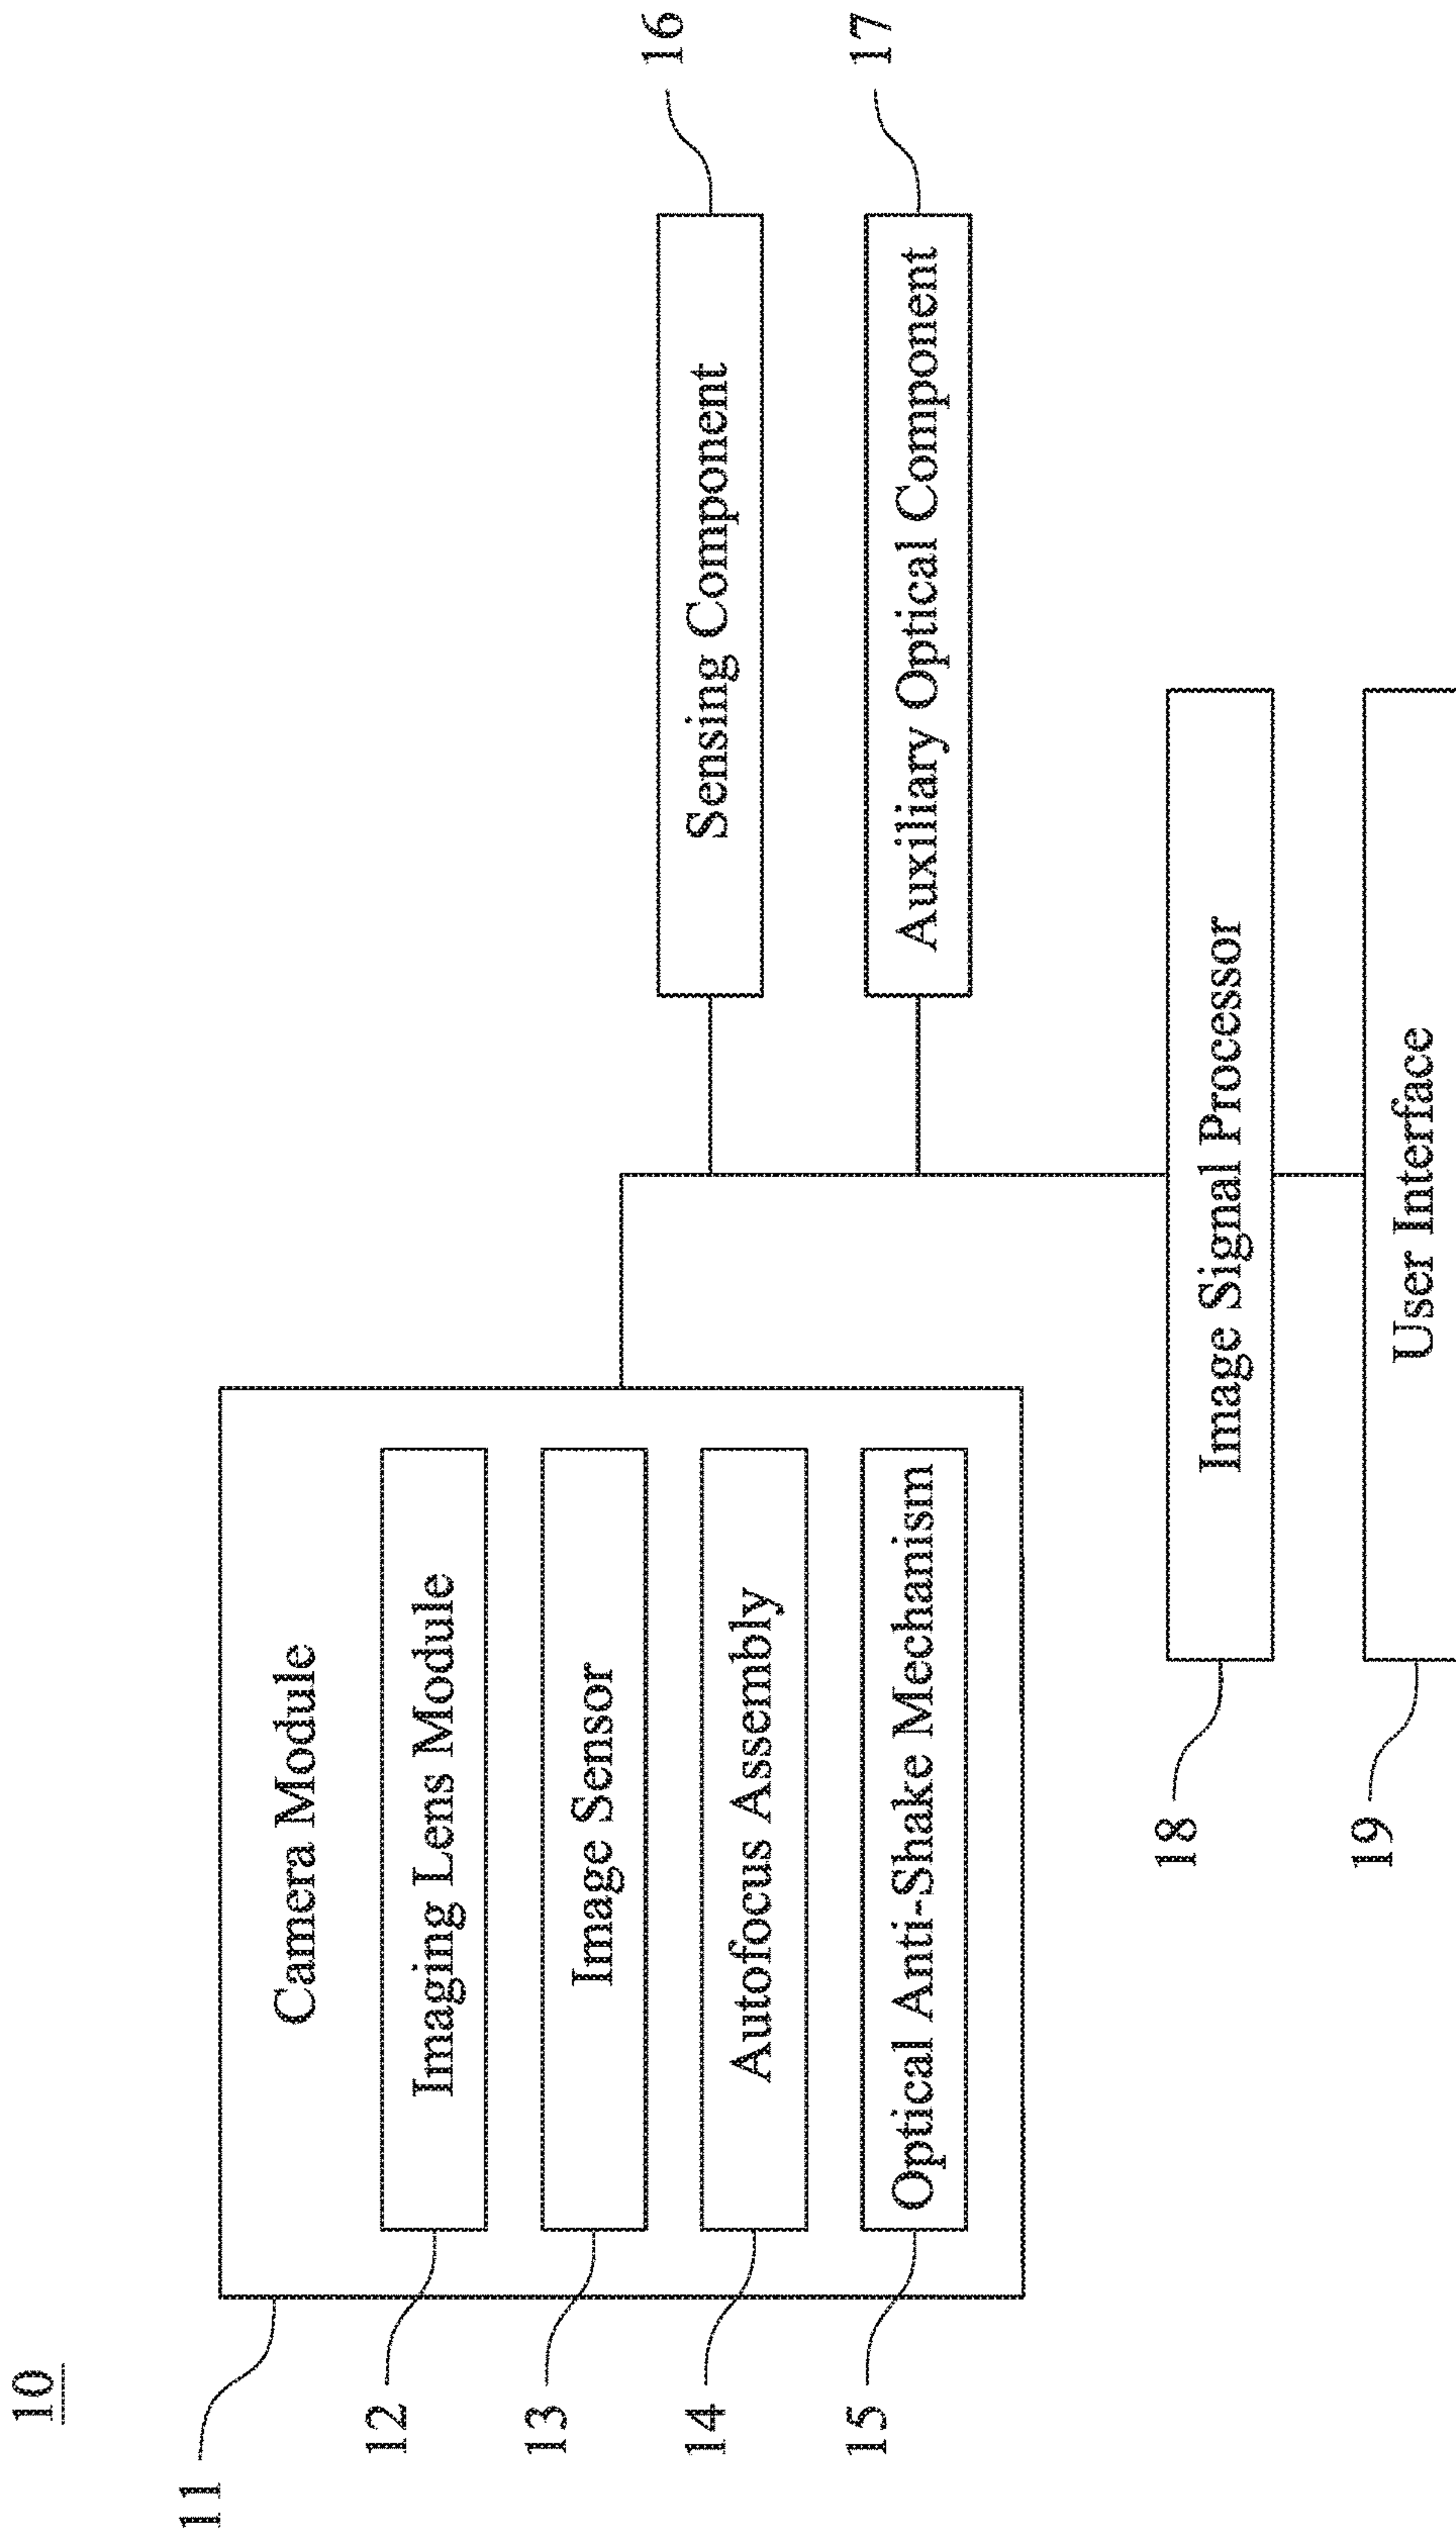 10
11
Camera Module
12
Imaging Lens Module
13
Image Sensor
14
Autofocus Assembly
15
Optical Anti-Shake Mechanism
16
Sensing Component
17
Auxiliary Optical Component
18
Image Signal Processor
19
User Interface